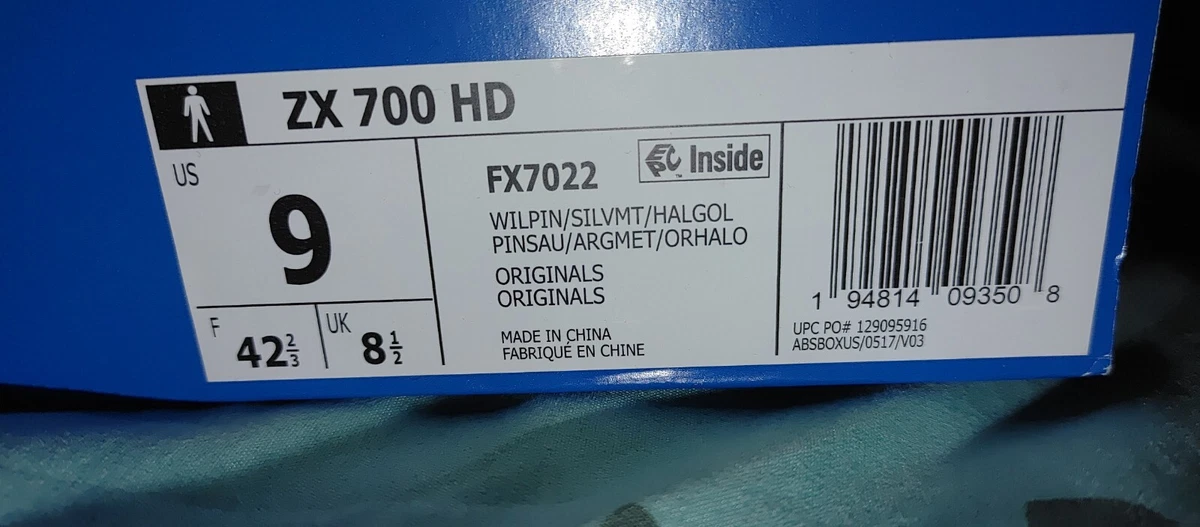 ZX 700 HD
US
9
F 42⅔
UK 8½
FX7022
EPC Inside
WILPIN/SILVMT/HALGOL
PINSAU/ARGMET/ORHALO
ORIGINALS
ORIGINALS
MADE IN CHINA
FABRIQUÉ EN CHINE
1 94814 09350 8
UPC PO# 129095916
ABSBOXUS/0517/V03